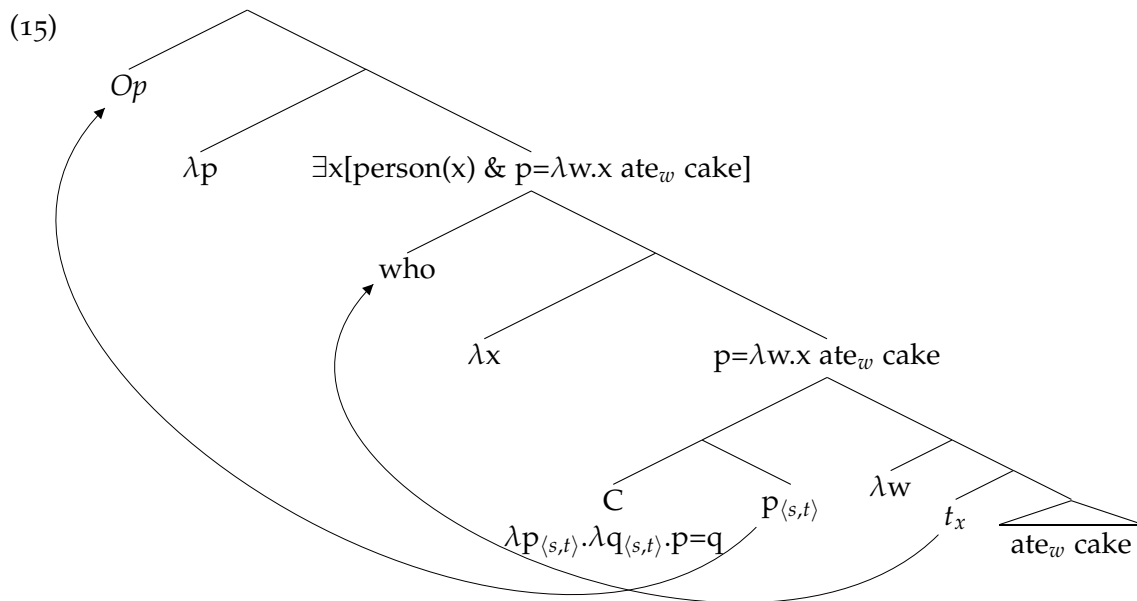 (15)
Op
λp ∃x[person(x) & p=λw.x ate_w cake]
who
λx p=λw.x ate_w cake
C p⟨s,t⟩ λw t_x
λp⟨s,t⟩.λq⟨s,t⟩.p=q ate_w cake